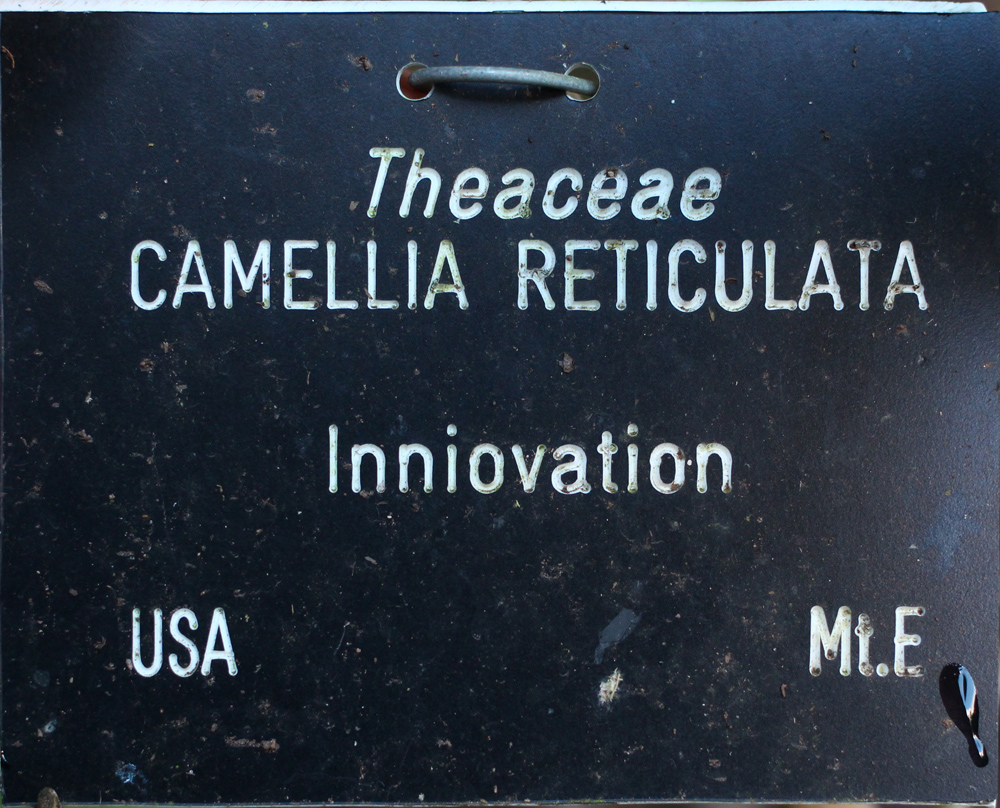 Theaceae
CAMELLIA RETICULATA
Inniovation
USA Mt.E